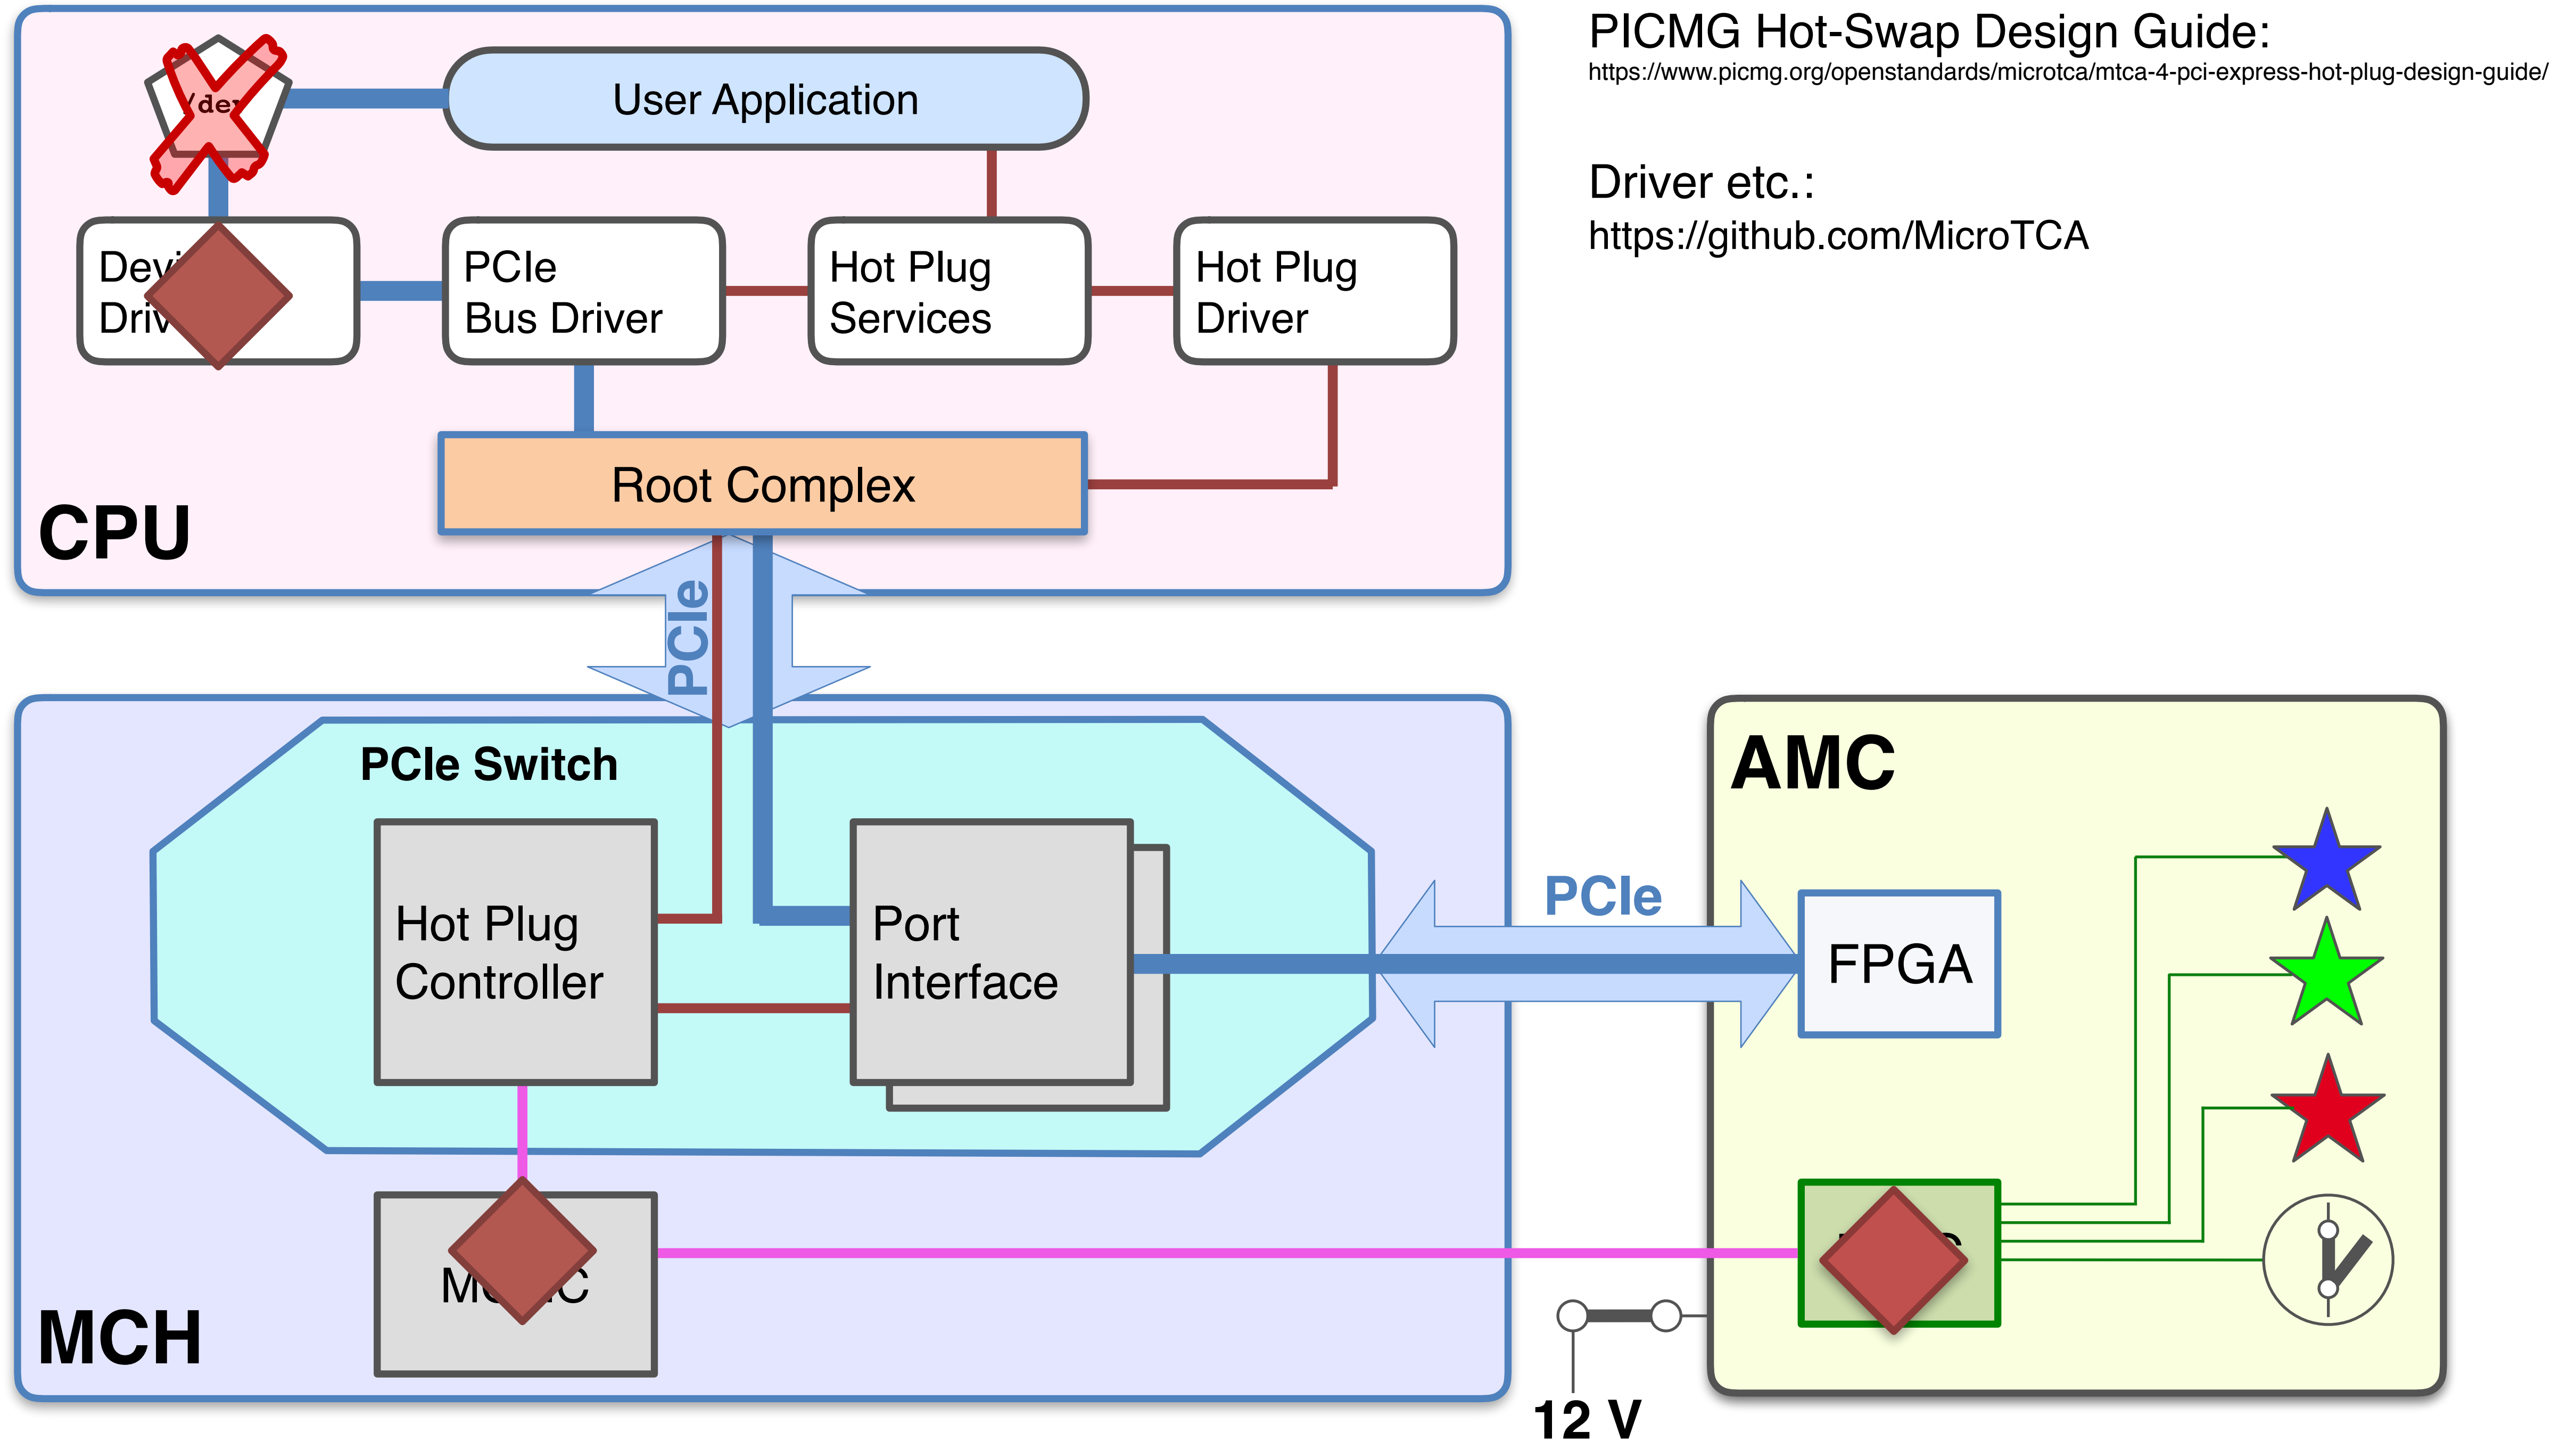 PICMG Hot-Swap Design Guide:
https://www.picmg.org/openstandards/microtca/mtca-4-pci-express-hot-plug-design-guide/
Driver etc.:
https://github.com/MicroTCA
User Application
PCIe
Bus Driver
Hot Plug
Services
Hot Plug
Driver
Root Complex
CPU
PCIe
PCIe Switch
Hot Plug
Controller
Port
Interface
MCH
PCIe
AMC
FPGA
12 V